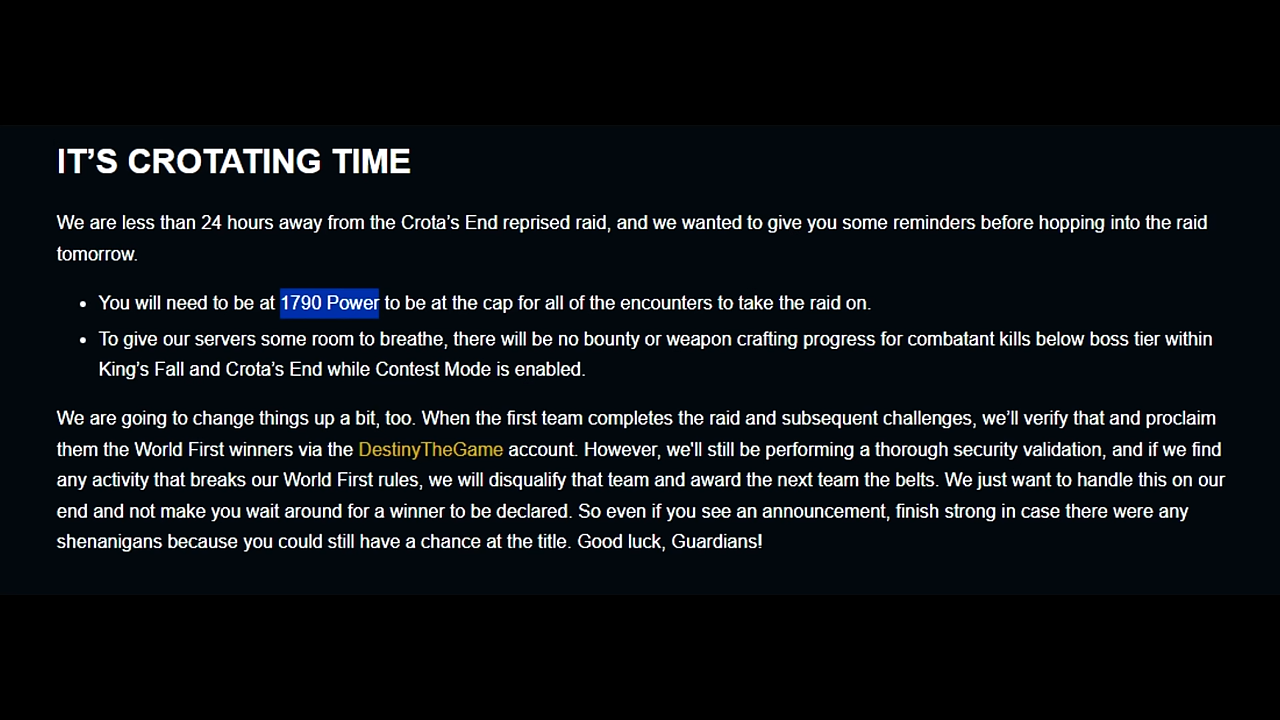 IT’S CROTATING TIME
We are less than 24 hours away from the Crota’s End reprised raid, and we wanted to give you some reminders before hopping into the raid
tomorrow.
• You will need to be at 1790 Power to be at the cap for all of the encounters to take the raid on.
• To give our servers some room to breathe, there will be no bounty or weapon crafting progress for combatant kills below boss tier within
King’s Fall and Crota’s End while Contest Mode is enabled.
We are going to change things up a bit, too. When the first team completes the raid and subsequent challenges, we’ll verify that and proclaim
them the World First winners via the DestinyTheGame account. However, we'll still be performing a thorough security validation, and if we find
any activity that breaks our World First rules, we will disqualify that team and award the next team the belts. We just want to handle this on our
end and not make you wait around for a winner to be declared. So even if you see an announcement, finish strong in case there were any
shenanigans because you could still have a chance at the title. Good luck, Guardians!